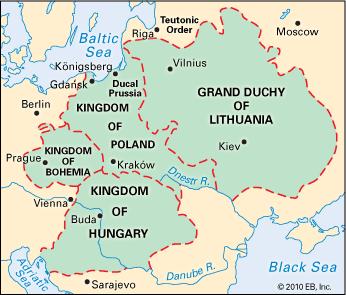 Baltic
Sea
Riga
Teutonic
Order
Moscow
Königsberg
Vilnius
Gdańsk
Ducal
Prussia
Berlin
KINGDOM
OF
POLAND
GRAND DUCHY
OF
LITHUANIA
Prague
KINGDOM
OF
BOHEMIA
Kraków
Kiev
Dnestr R.
Vienna
KINGDOM
OF
HUNGARY
Buda
Adriatic
Sea
Sarajevo
Danube R.
Black Sea
© 2010 EB, Inc.